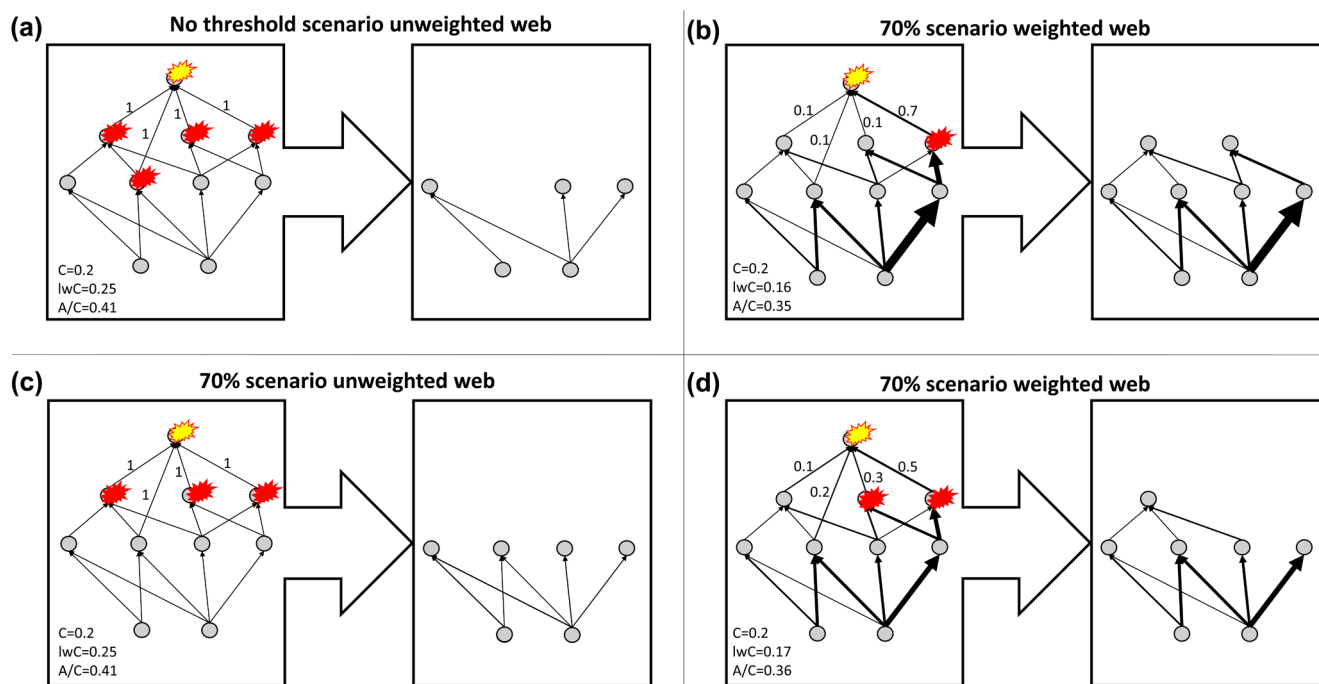 (a)
No threshold scenario unweighted web
1
1
1
1
C=0.2
lwC=0.25
A/C=0.41
(b)
70% scenario weighted web
0.1
0.1
0.1
0.7
C=0.2
lwC=0.16
A/C=0.35
(c)
70% scenario unweighted web
1
1
1
1
C=0.2
lwC=0.25
A/C=0.41
(d)
70% scenario weighted web
0.1
0.2
0.3
0.5
C=0.2
lwC=0.17
A/C=0.36